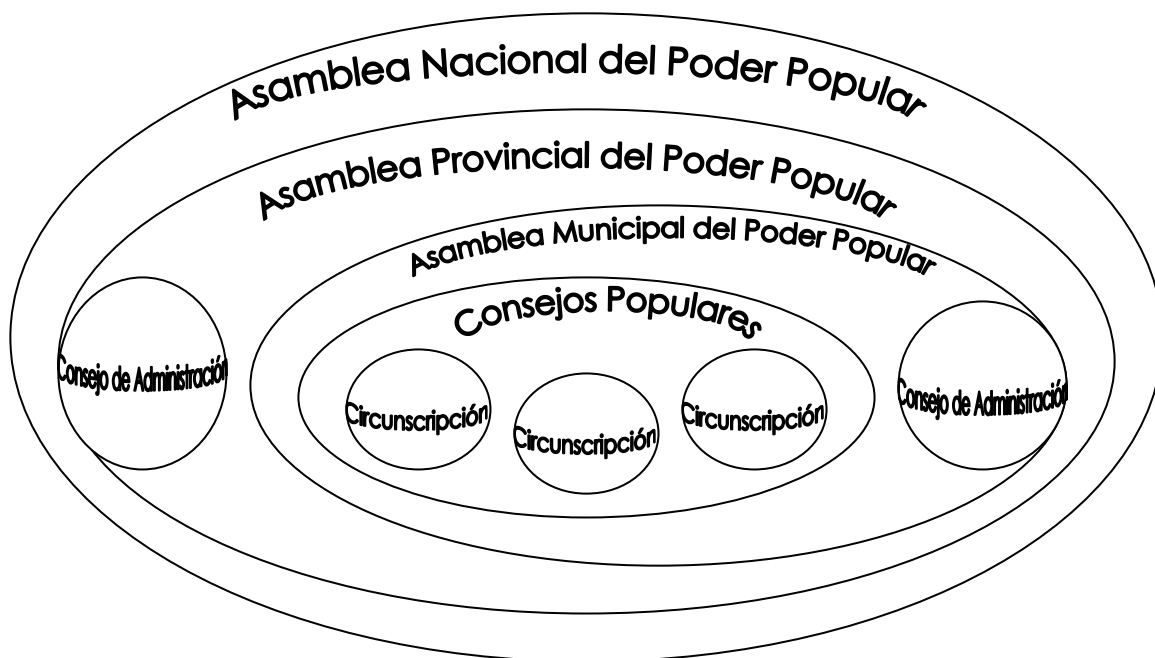 Asamblea Nacional del Poder Popular
Asamblea Provincial del Poder Popular
Asamblea Municipal del Poder Popular
Consejos Populares
Consejo de Administración
Circunscripción
Circunscripción
Circunscripción
Consejo de Administración